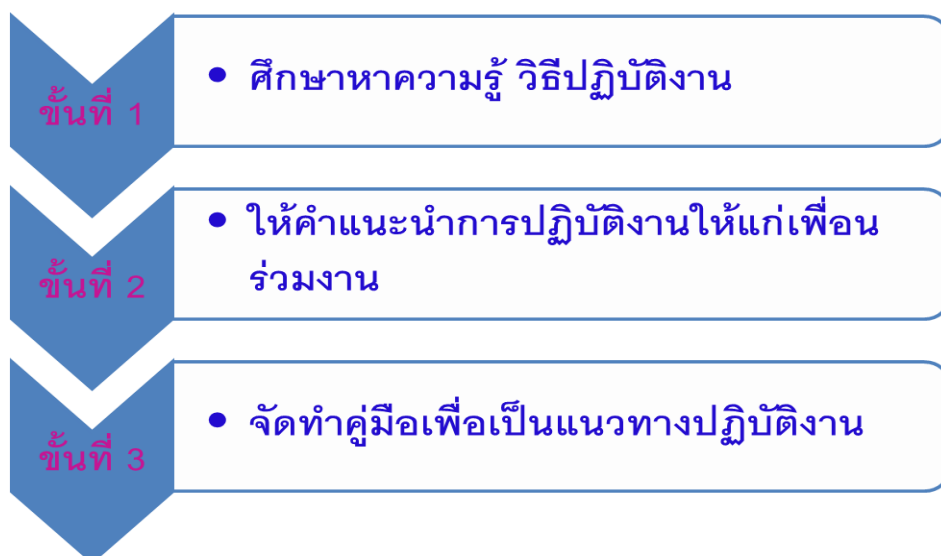 ขั้นที่ 1
• ศึกษาหาความรู้ วิธีปฏิบัติงาน
ขั้นที่ 2
• ให้คำแนะนำการปฏิบัติงานให้แก่เพื่อน
ร่วมงาน
ขั้นที่ 3
• จัดทำคู่มือเพื่อเป็นแนวทางปฏิบัติงาน